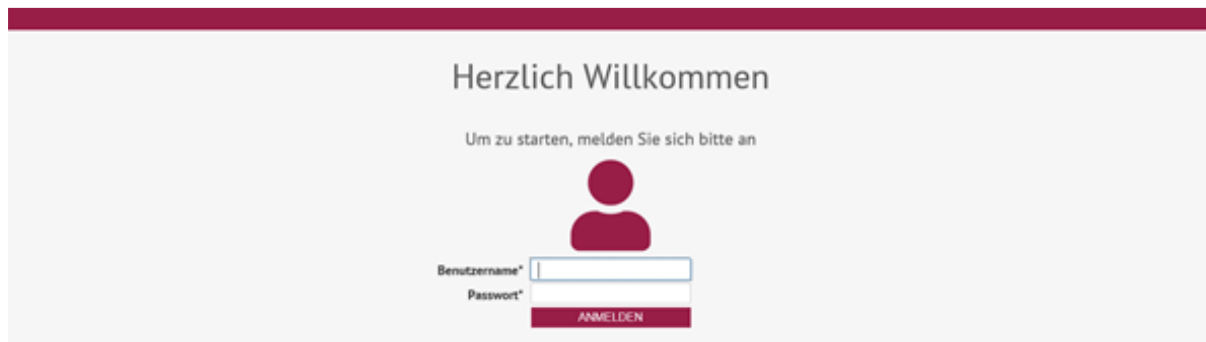 Herzlich Willkommen
Um zu starten, melden Sie sich bitte an
Benutzername*
Passwort*
ANMELDEN